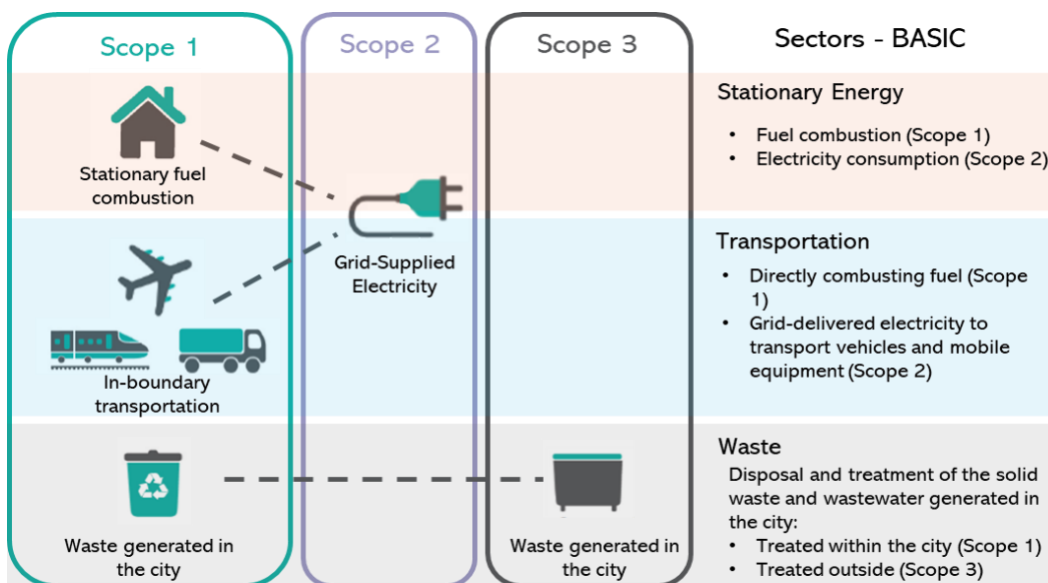 Scope 1
Scope 2
Scope 3
Sectors - BASIC
Stationary fuel
combustion
Stationary Energy
• Fuel combustion (Scope 1)
• Electricity consumption (Scope 2)
Grid-Supplied
Electricity
In-boundary
transportation
Transportation
• Directly combusting fuel (Scope
1)
• Grid-delivered electricity to
transport vehicles and mobile
equipment (Scope 2)
Waste generated in
the city
Waste generated in
the city
Waste
Disposal and treatment of the solid
waste and wastewater generated in
the city:
• Treated within the city (Scope 1)
• Treated outside (Scope 3)